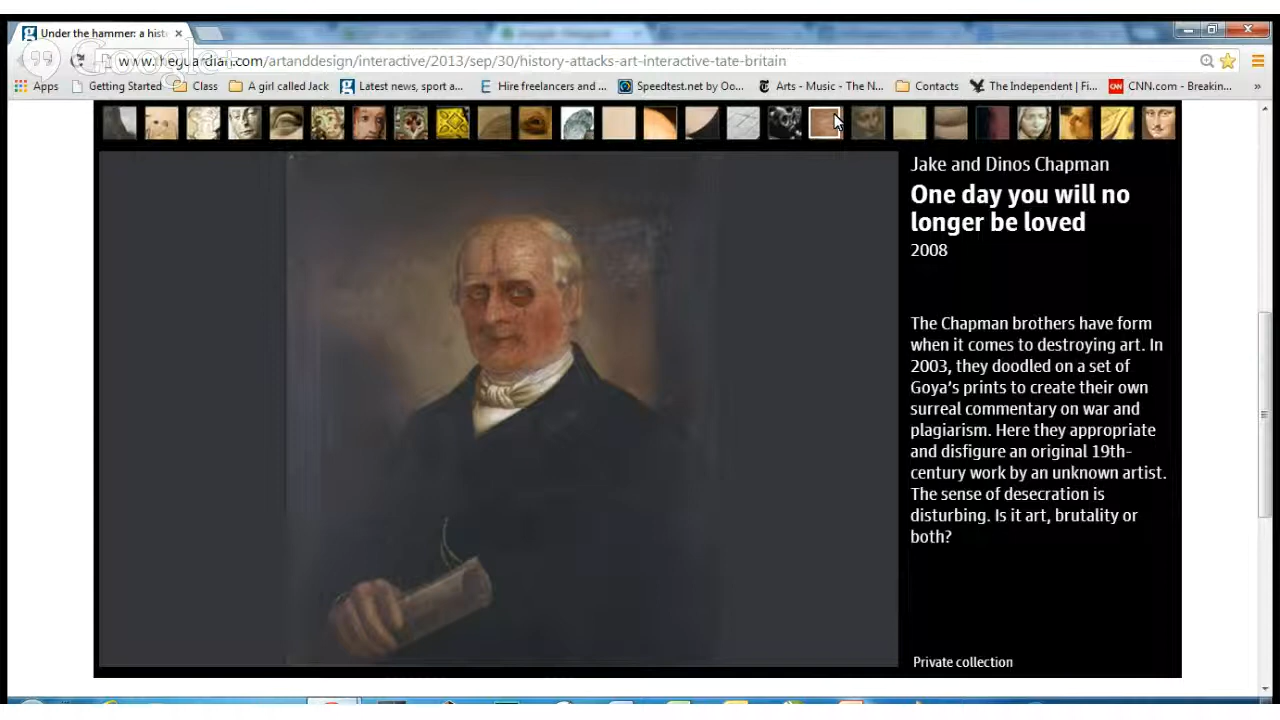 Under the hammer: a hist
Google+
www.theguardian.com/artanddesign/interactive/2013/sep/30/history-attacks-art-interactive-tate-britain
Apps Getting Started Class A girl called Jack Latest news, sport a... Hire freelancers and ... Speedtest.net by Oo... Arts - Music - The N... Contacts The Independent | Fi... CNN.com - Breakin... »
Jake and Dinos Chapman
One day you will no
longer be loved
2008
The Chapman brothers have form
when it comes to destroying art. In
2003, they doodled on a set of
Goya's prints to create their own
surreal commentary on war and
plagiarism. Here they appropriate
and disfigure an original 19th-
century work by an unknown artist.
The sense of desecration is
disturbing. Is it art, brutality or
both?
Private collection